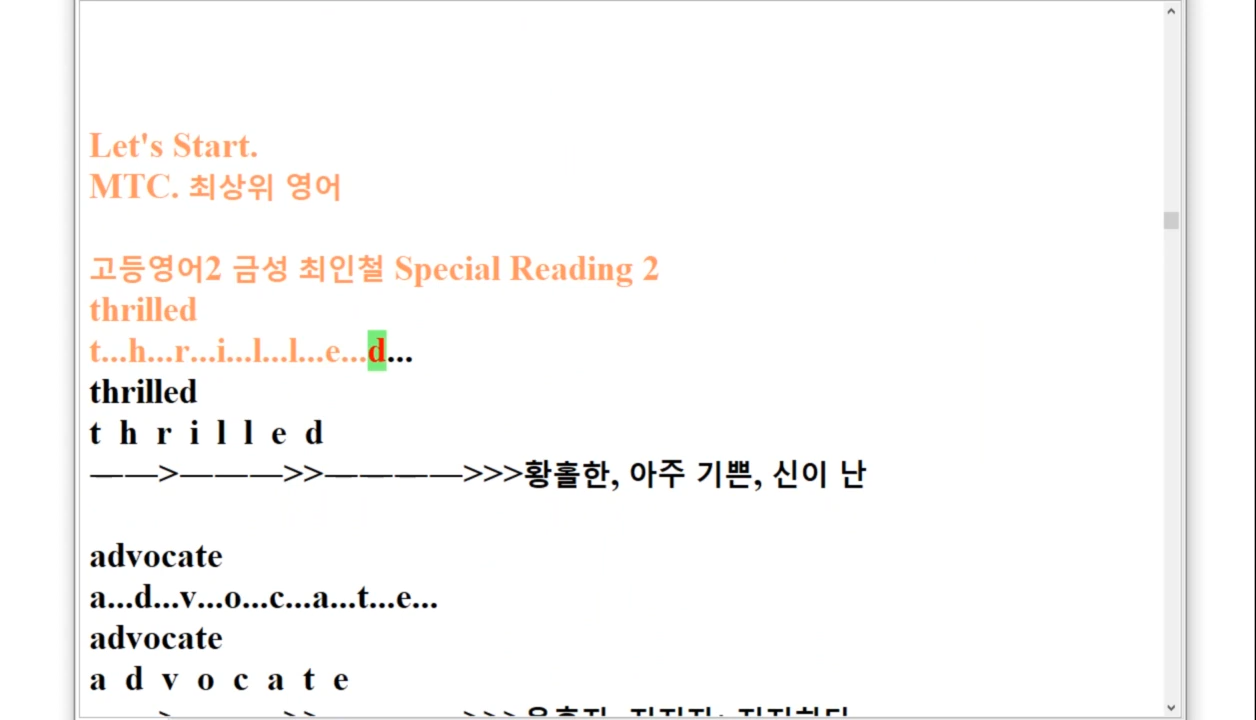 Let's Start.
MTC. 최상위 영어
고등영어2 금성 최인철 Special Reading 2
thrilled
t...h...r...i...l...l...e...d...
thrilled
t h r i l l e d
——>———>>————>>>황홀한, 아주 기쁜, 신이 난
advocate
a...d...v...o...c...a...t...e...
advocate
a d v o c a t e